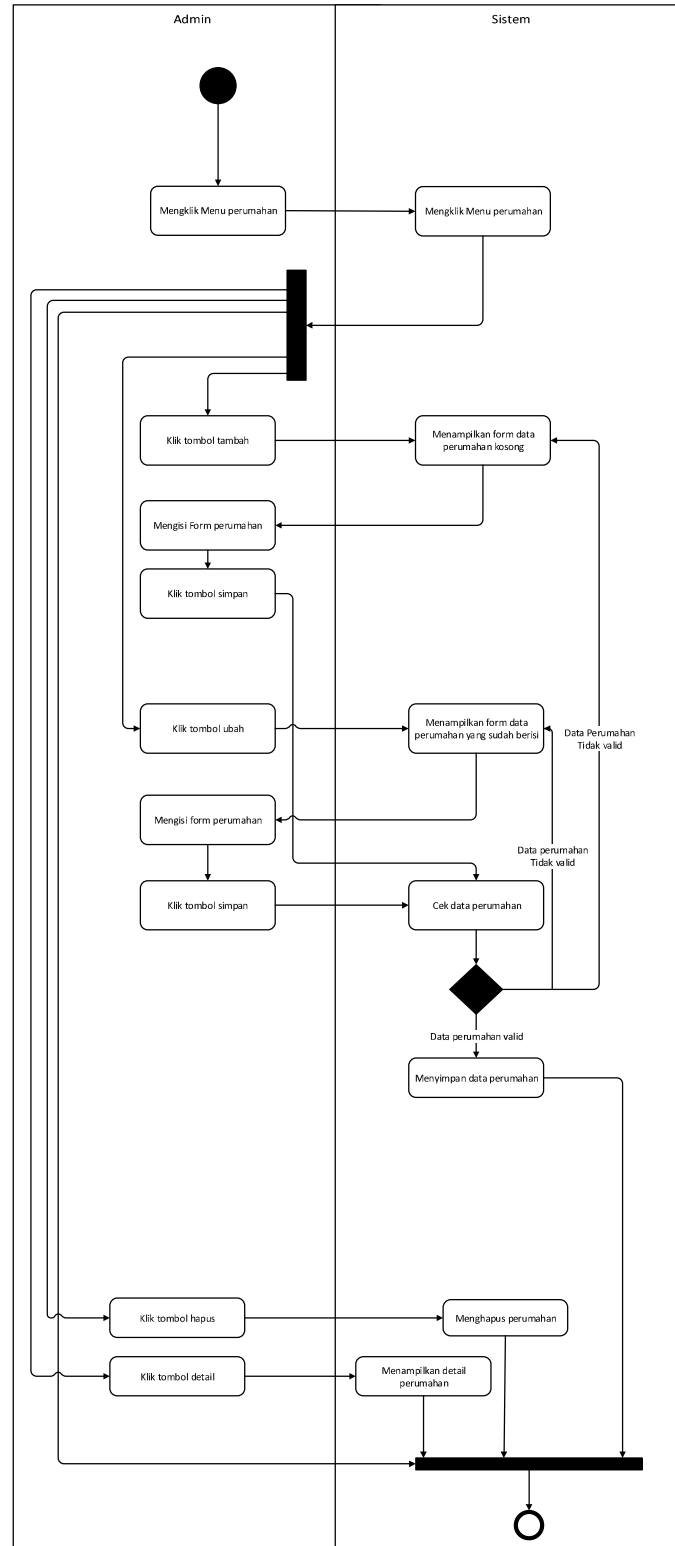 Admin
Sistem
Mengklik Menu perumahan
Mengklik Menu perumahan
Klik tombol tambah
Menampilkan form data
perumahan kosong
Mengisi Form perumahan
Klik tombol simpan
Klik tombol ubah
Menampilkan form data
perumahan yang sudah berisi
Data Perumahan
Tidak valid
Mengisi form perumahan
Data perumahan
Tidak valid
Klik tombol simpan
Cek data perumahan
Data perumahan valid
Menyimpan data perumahan
Klik tombol hapus
Menghapus perumahan
Klik tombol detail
Menampilkan detail
perumahan